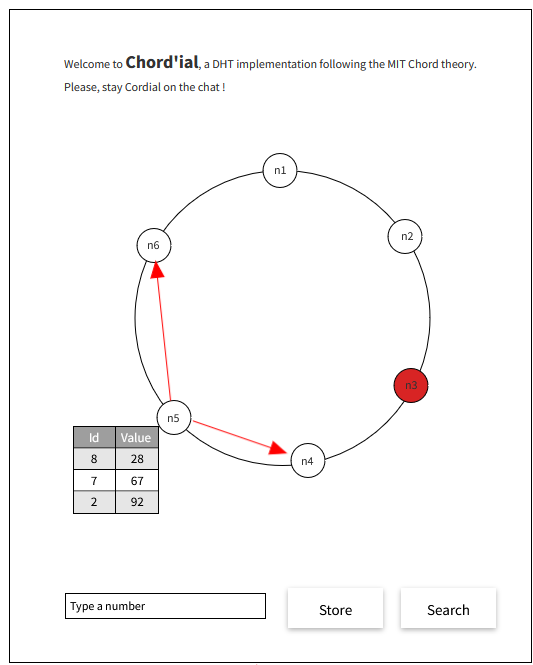 Welcome to Chord'ial, a DHT implementation following the MIT Chord theory.
Please, stay Cordial on the chat !
n1
n2
n6
n3
n5
n4
Id Value
8 28
7 67
2 92
Type a number
Store
Search